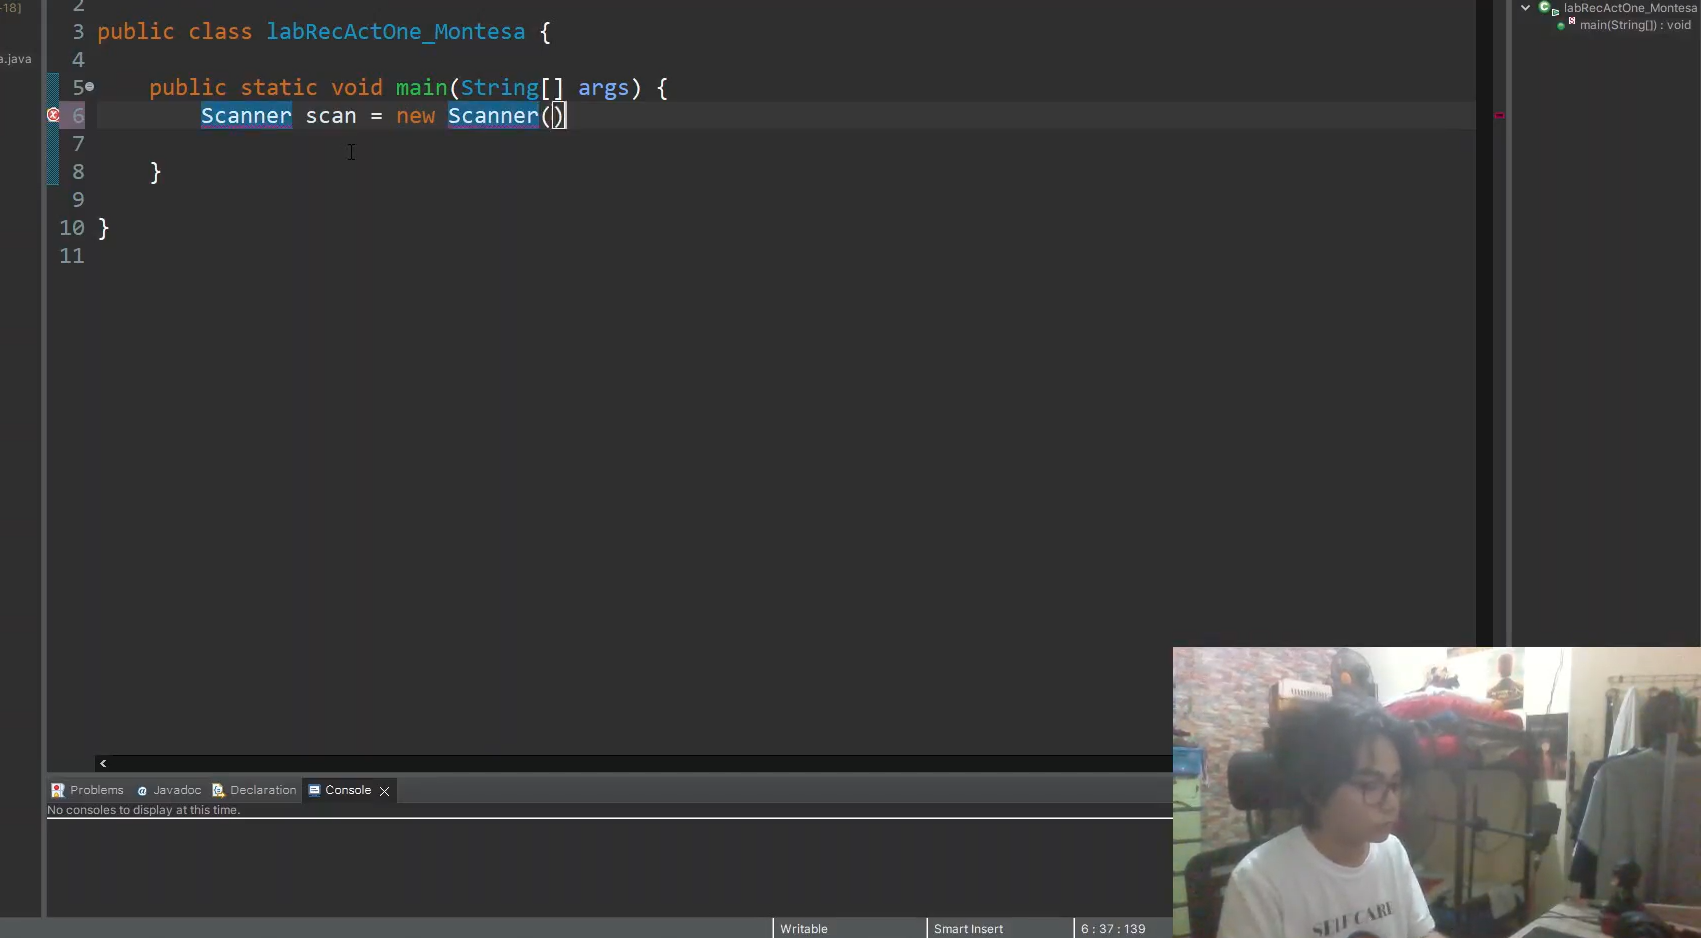 -18]
a.java
2
3 public class labRecActOne_Montesa {
4
5 public static void main(String[] args) {
6 Scanner scan = new Scanner()
7
8 }
9
10 }
11
labRecActOne_Montesa
main(String[]) : void
Problems Javadoc Declaration Console
No consoles to display at this time.
Writable Smart Insert 6 : 37 : 139
SELF CARE